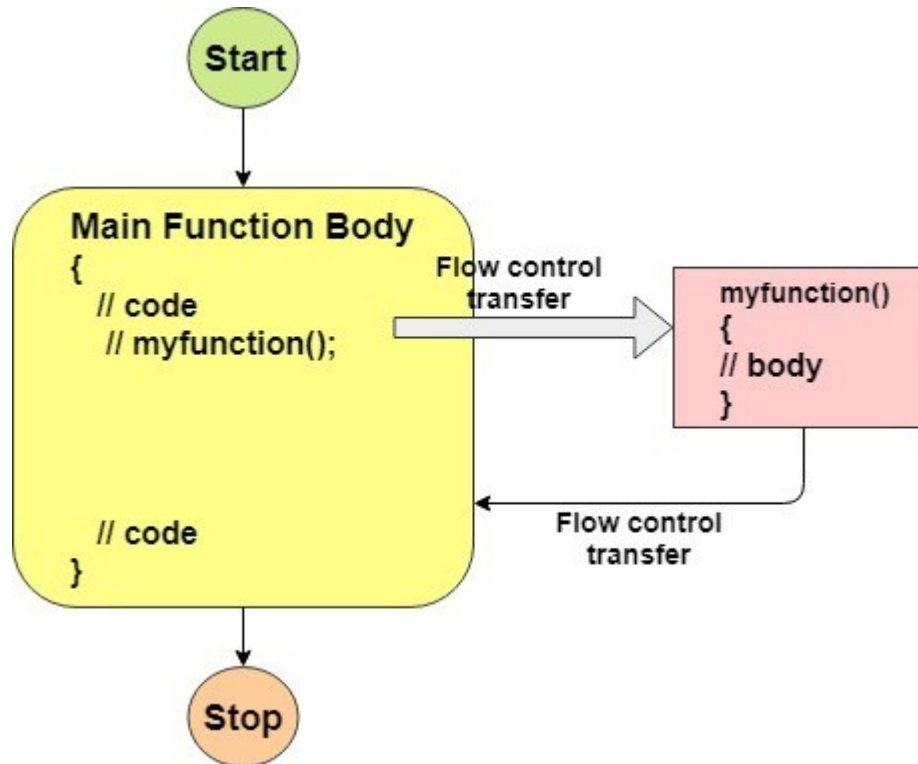 Start
Main Function Body
{
// code
// myfunction();
// code
}
Flow control
transfer
myfunction()
{
// body
}
Flow control
transfer
Stop